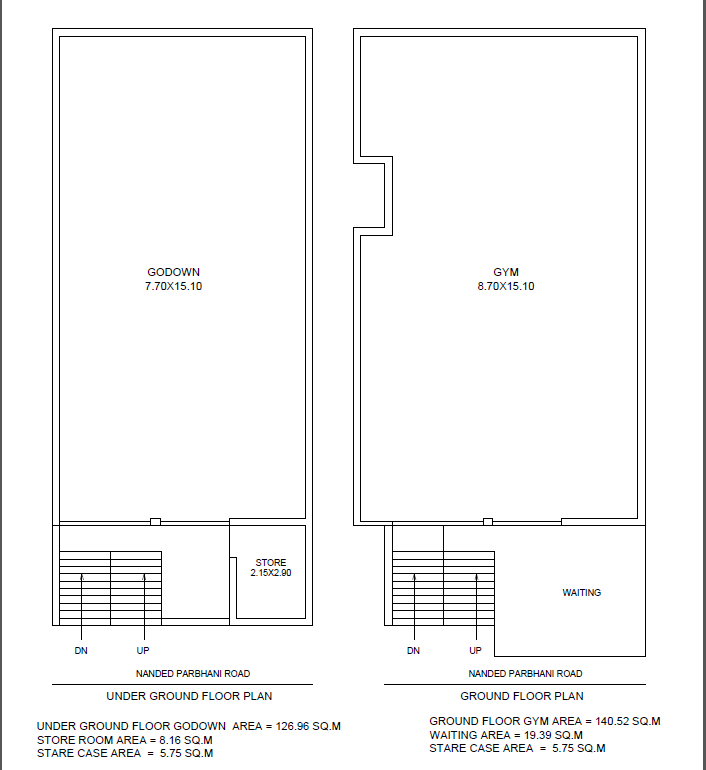 GODOWN
7.70X15.10
STORE
2.15X2.90
DN
UP
NANDED PARBHANI ROAD
UNDER GROUND FLOOR PLAN
UNDER GROUND FLOOR GODOWN AREA = 126.96 SQ.M
STORE ROOM AREA = 8.16 SQ.M
STARE CASE AREA = 5.75 SQ.M
GYM
8.70X15.10
WAITING
DN
UP
NANDED PARBHANI ROAD
GROUND FLOOR PLAN
GROUND FLOOR GYM AREA = 140.52 SQ.M
WAITING AREA = 19.39 SQ.M
STARE CASE AREA = 5.75 SQ.M